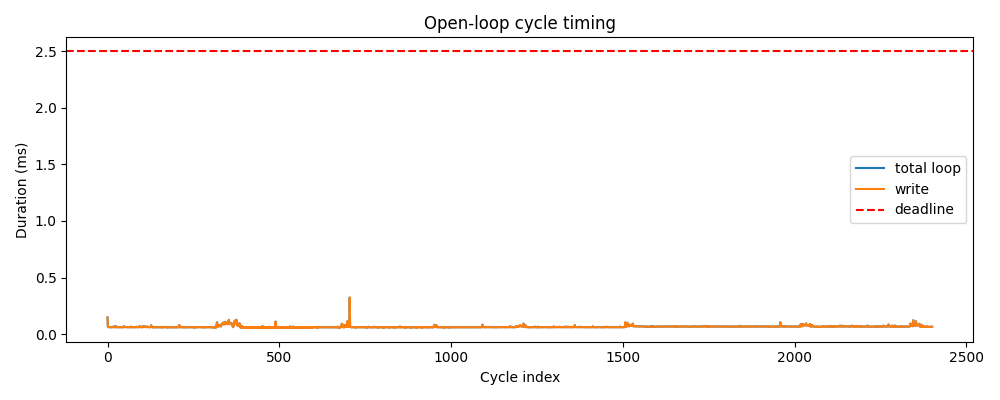 Open-loop cycle timing
Duration (ms)
2.5
2.0
1.5
1.0
0.5
0.0
total loop
write
deadline
0
500
1000
1500
2000
2500
Cycle index